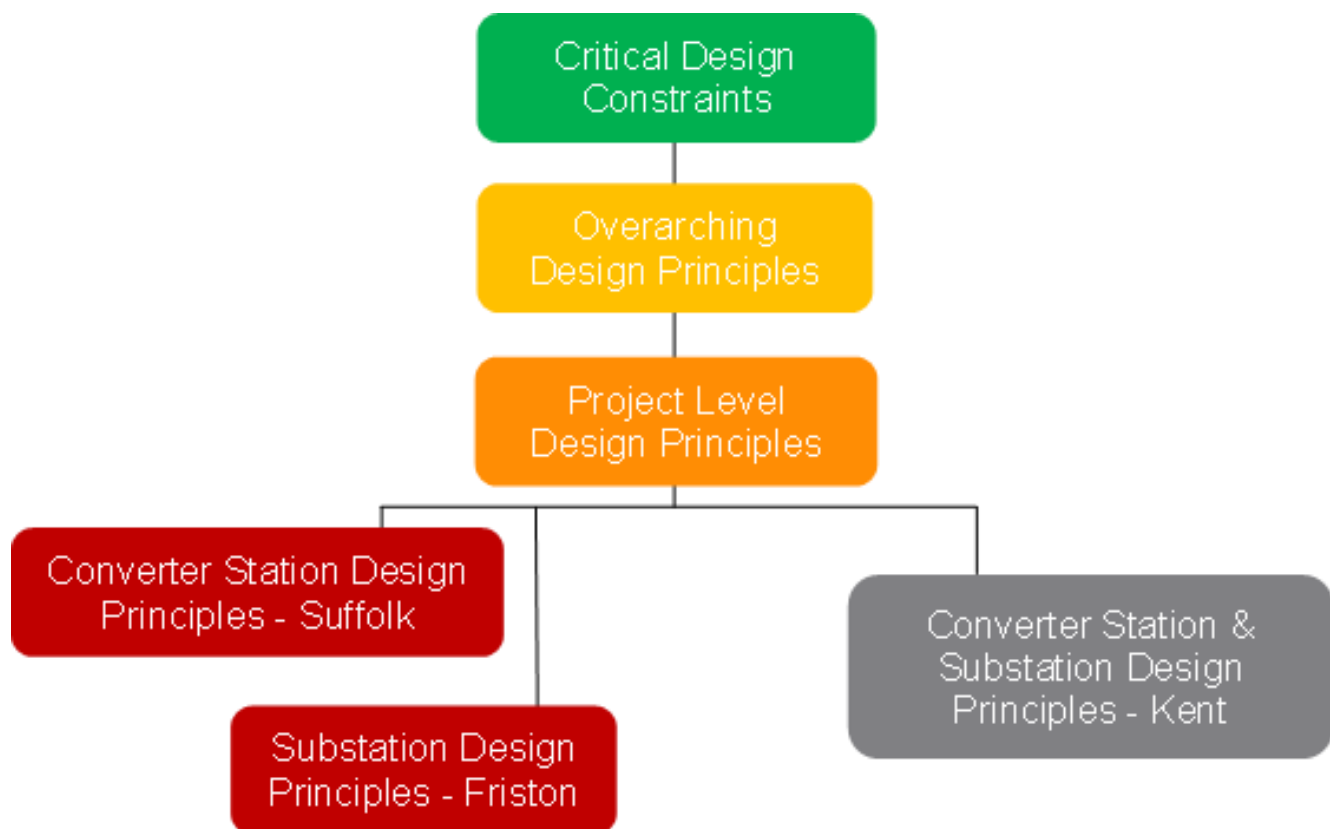 Critical Design
Constraints
Overarching
Design Principles
Project Level
Design Principles
Converter Station Design
Principles - Suffolk
Converter Station &
Substation Design
Principles - Kent
Substation Design
Principles - Friston